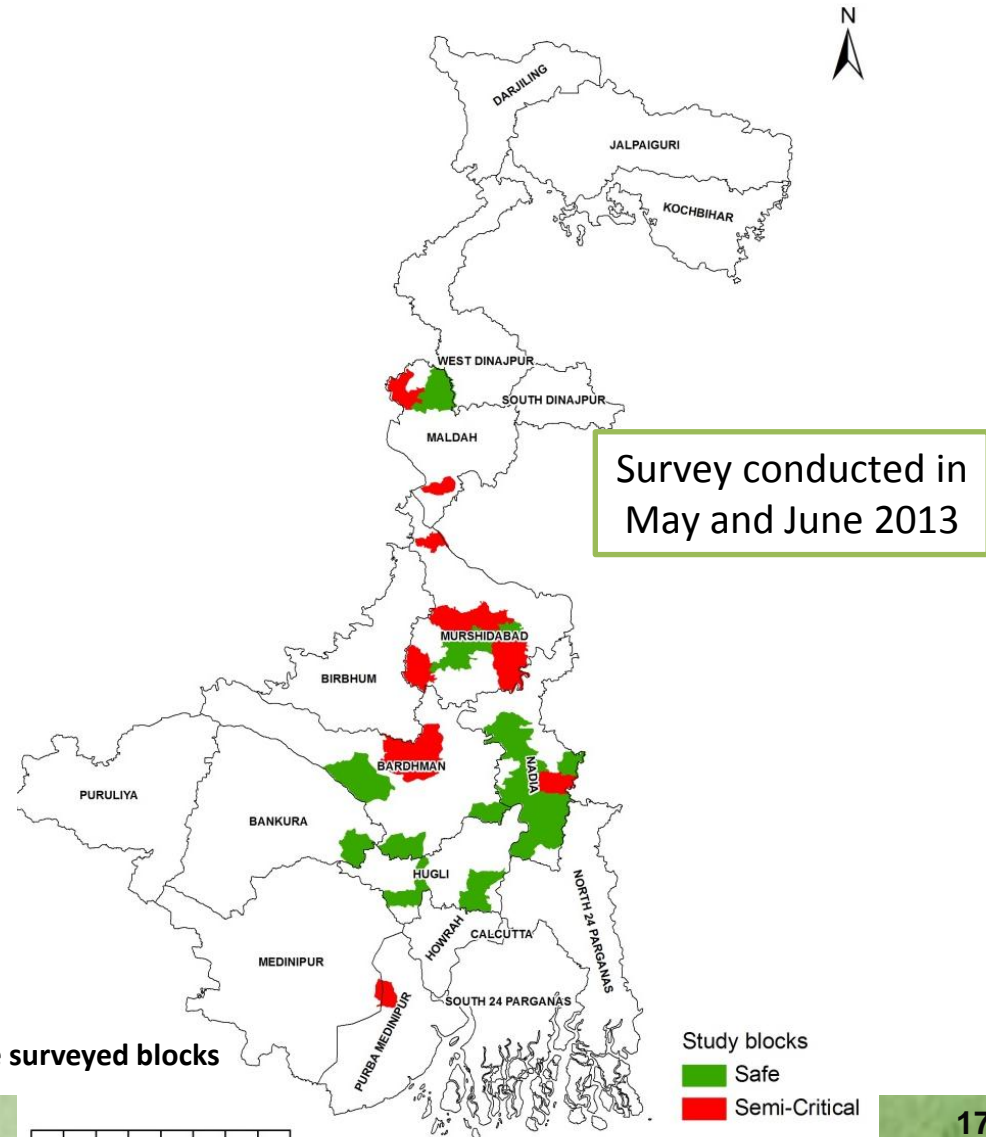 N
DARJILING
JALPAIGURI
KOCHBIHAR
WEST DINAJPUR
SOUTH DINAJPUR
MALDAH
Survey conducted in
May and June 2013
MURSHIDABAD
BIRBHUM
BARDHMAN
NADIA
PURULIYA
BANKURA
HUGLI
NORTH 24 PARGANAS
HOWRAH
CALCUTTA
MEDINIPUR
SOUTH 24 PARGANAS
PURBA MEDINIPUR
surveyed blocks
Study blocks
Safe
Semi-Critical
17